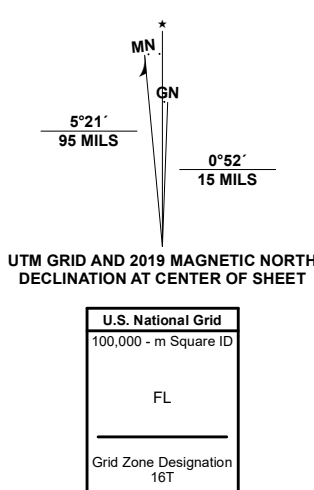 MN
GN
5°21´
95 MILS
0°52´
15 MILS
UTM GRID AND 2019 MAGNETIC NORTH
DECLINATION AT CENTER OF SHEET
U.S. National Grid
100,000 - m Square ID
FL
Grid Zone Designation
16T